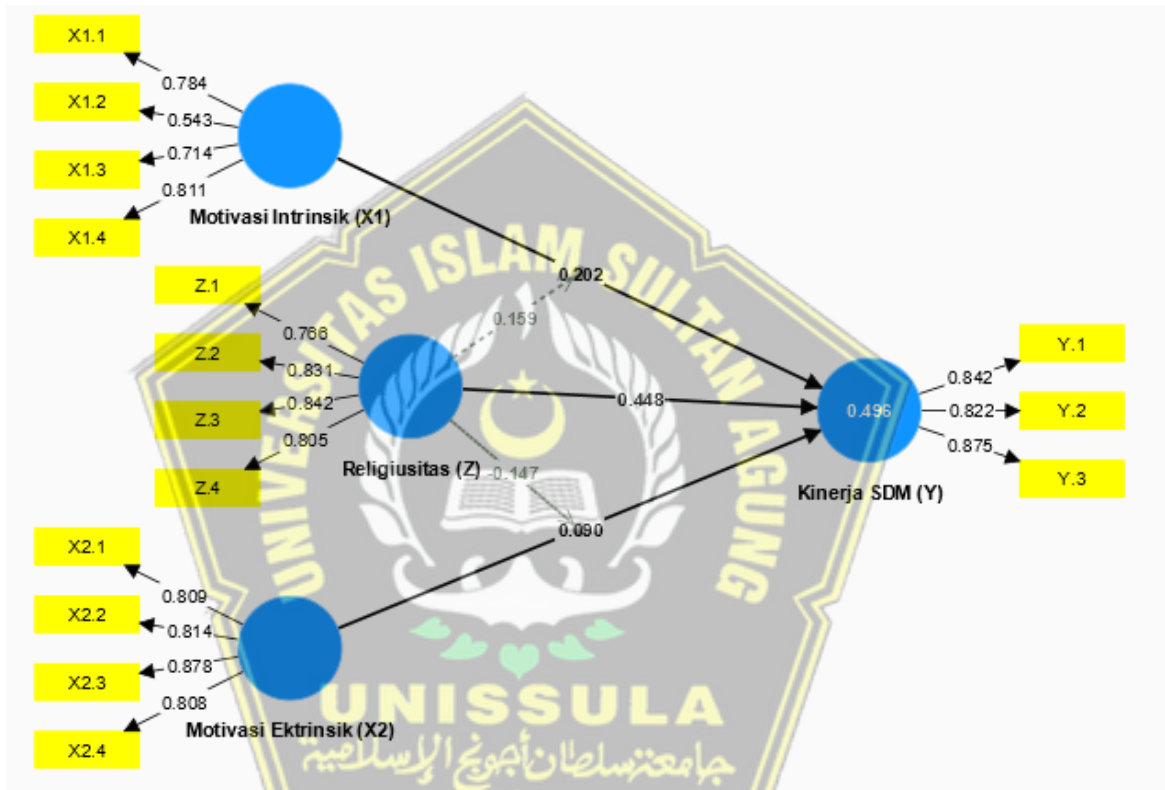 X1.1
0.784
X1.2
0.543
X1.3
0.714
0.811
X1.4
Motivasi Intrinsik (X1)
0.202
Z.1
0.159
0.766
Z.2
0.831
Z.3
0.842
0.448
0.805
Z.4
Religiusitas (Z)
-0.147
0.496
Y.1
0.842
Y.2
0.822
0.875
Y.3
Kinerja SDM (Y)
X2.1
0.090
0.809
X2.2
0.814
X2.3
0.878
0.808
X2.4
Motivasi Ektrinsik (X2)
UNIVERSITAS ISLAM SULTAN AGUNG
UNISSULA
جامعة سلطان أجونج الإسلامية